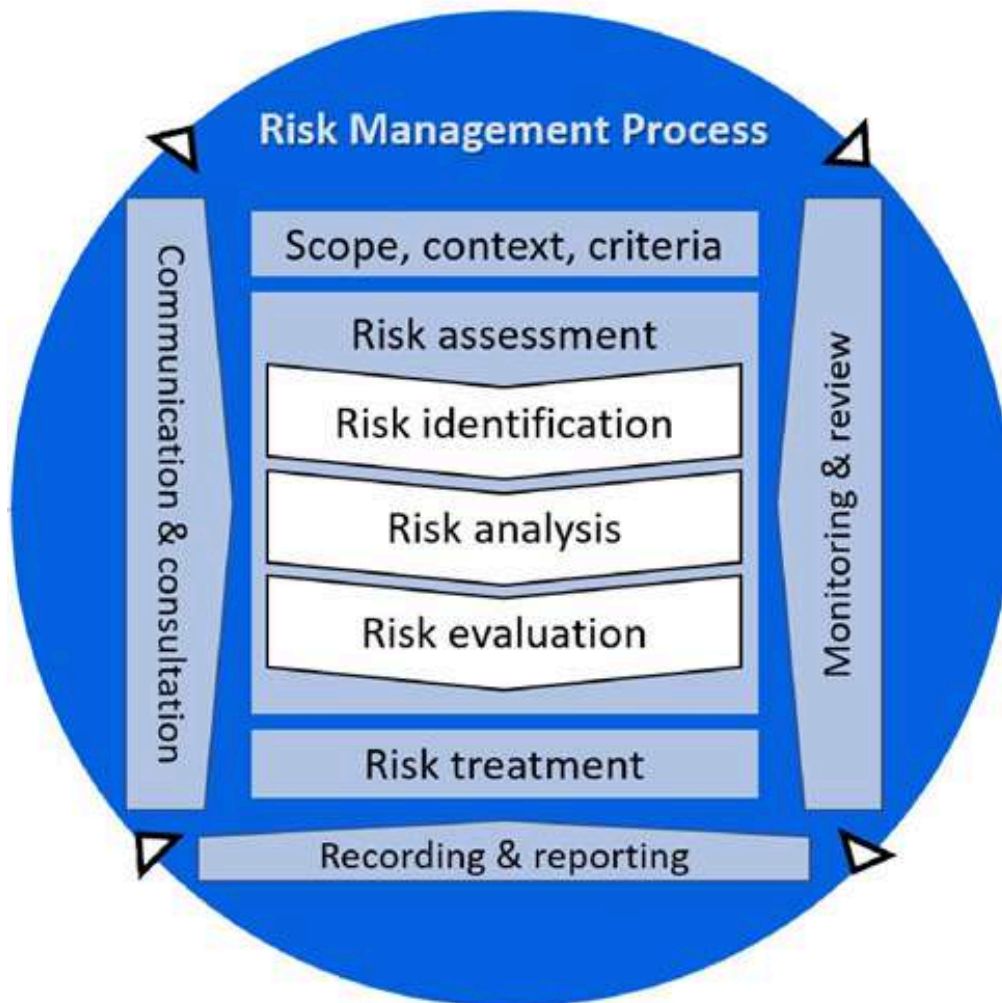 Risk Management Process
Scope, context, criteria
Risk assessment
Risk identification
Risk analysis
Risk evaluation
Risk treatment
Recording & reporting
Communication & consultation
Monitoring & review